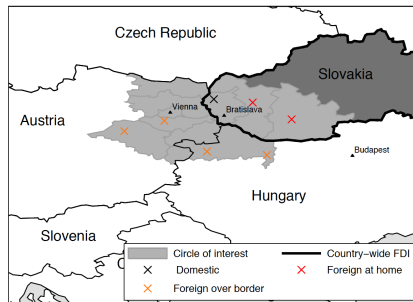 Czech Republic
Slovakia
Vienna
Bratislava
Austria
Budapest
Hungary
Slovenia
Circle of interest
Country−wide FDI
Domestic
Foreign at home
Foreign over border